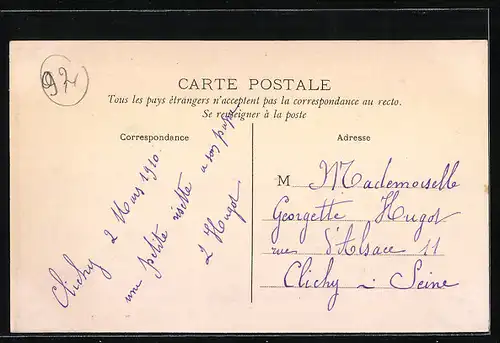 92
CARTE POSTALE
Tous les pays étrangers n'acceptent pas la correspondance au recto.
Se renseigner à la poste
Correspondance
Clichy 2 Mars 1910.
une petite risette a son papa
L Hugot
Adresse
M Mademoiselle
Georgette Hugot
rue d'Alsace 11
Clichy - Seine